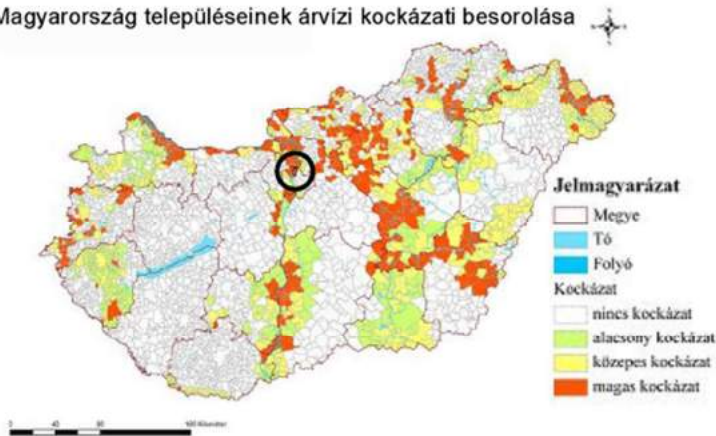 Magyarország településeinek árvízi kockázati besorolása
Jelmagyarázat
Megye
Tó
Folyó
Kockázat
nincs kockázat
alacsony kockázat
közepes kockázat
magas kockázat